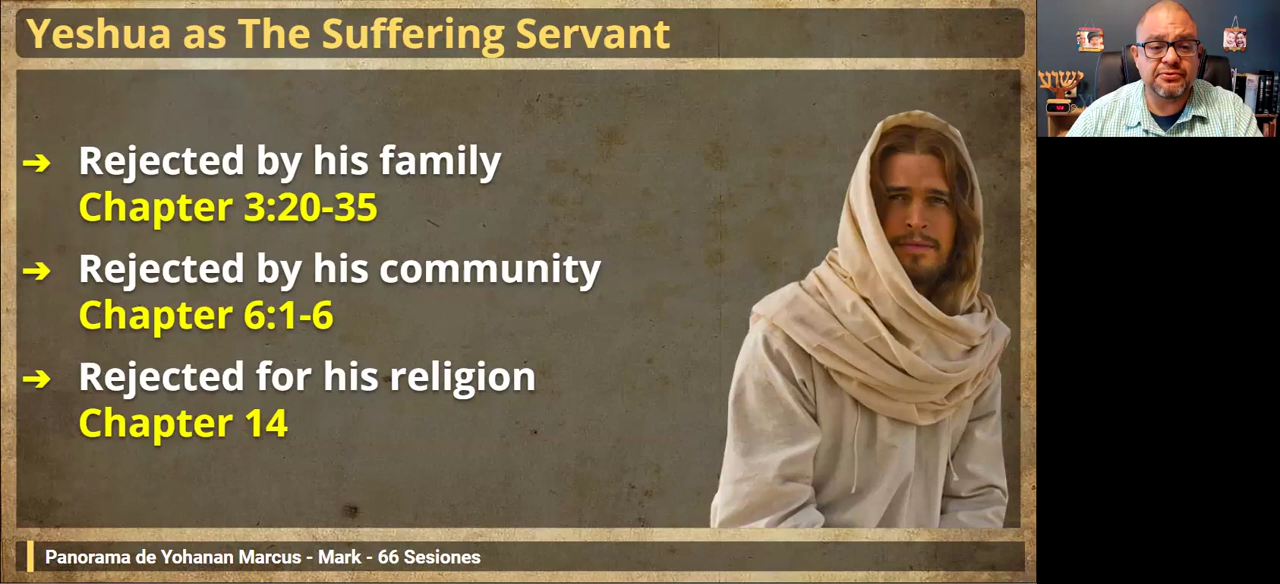 Yeshua as The Suffering Servant
➔ Rejected by his family
Chapter 3:20-35
➔ Rejected by his community
Chapter 6:1-6
➔ Rejected for his religion
Chapter 14
Panorama de Yohanan Marcus - Mark - 66 Sesiones
ישוע